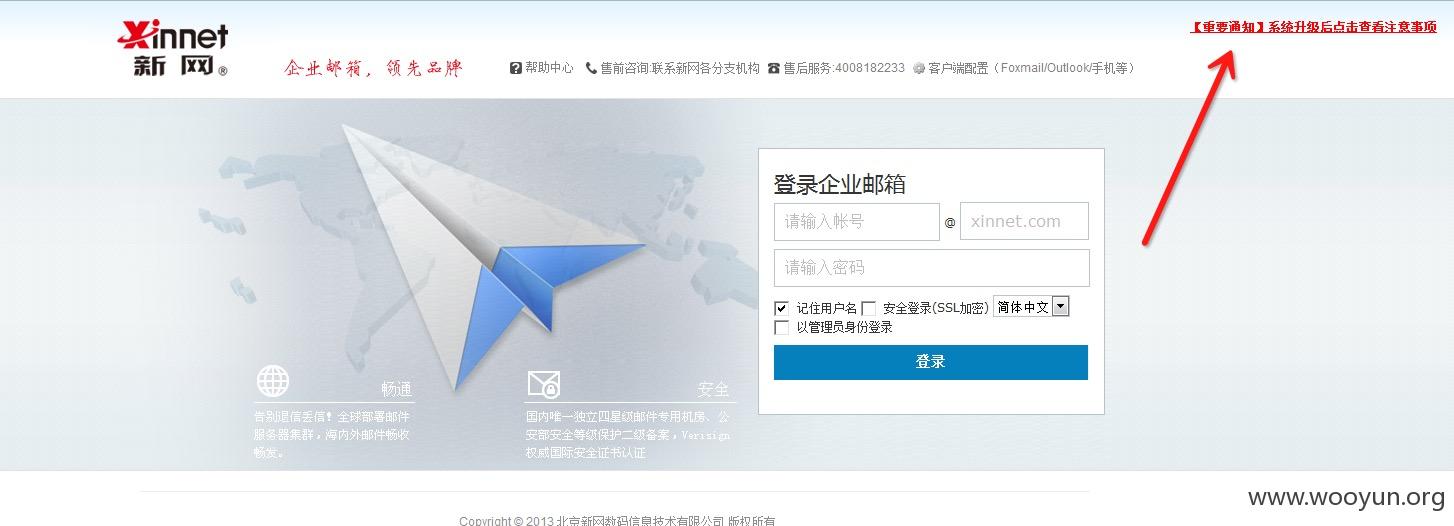 【重要通知】系统升级后点击查看注意事项
Xinnet
新网®
企业邮箱，领先品牌
帮助中心 售前咨询:联系新网各分支机构 售后服务:4008182233 客户端配置（Foxmail/Outlook/手机等）
登录企业邮箱
请输入帐号 @ xinnet.com
请输入密码
记住用户名 安全登录(SSL加密) 简体中文
以管理员身份登录
登录
畅通
告别退信丢信！全球部署邮件
服务器集群，海内外邮件畅收
畅发。
安全
国内唯一独立四星级邮件专用机房、公
安部安全等级保护二级备案，Verisign
权威国际安全证书认证
www.wooyun.org
Copyright © 2013 北京新网数码信息技术有限公司 版权所有